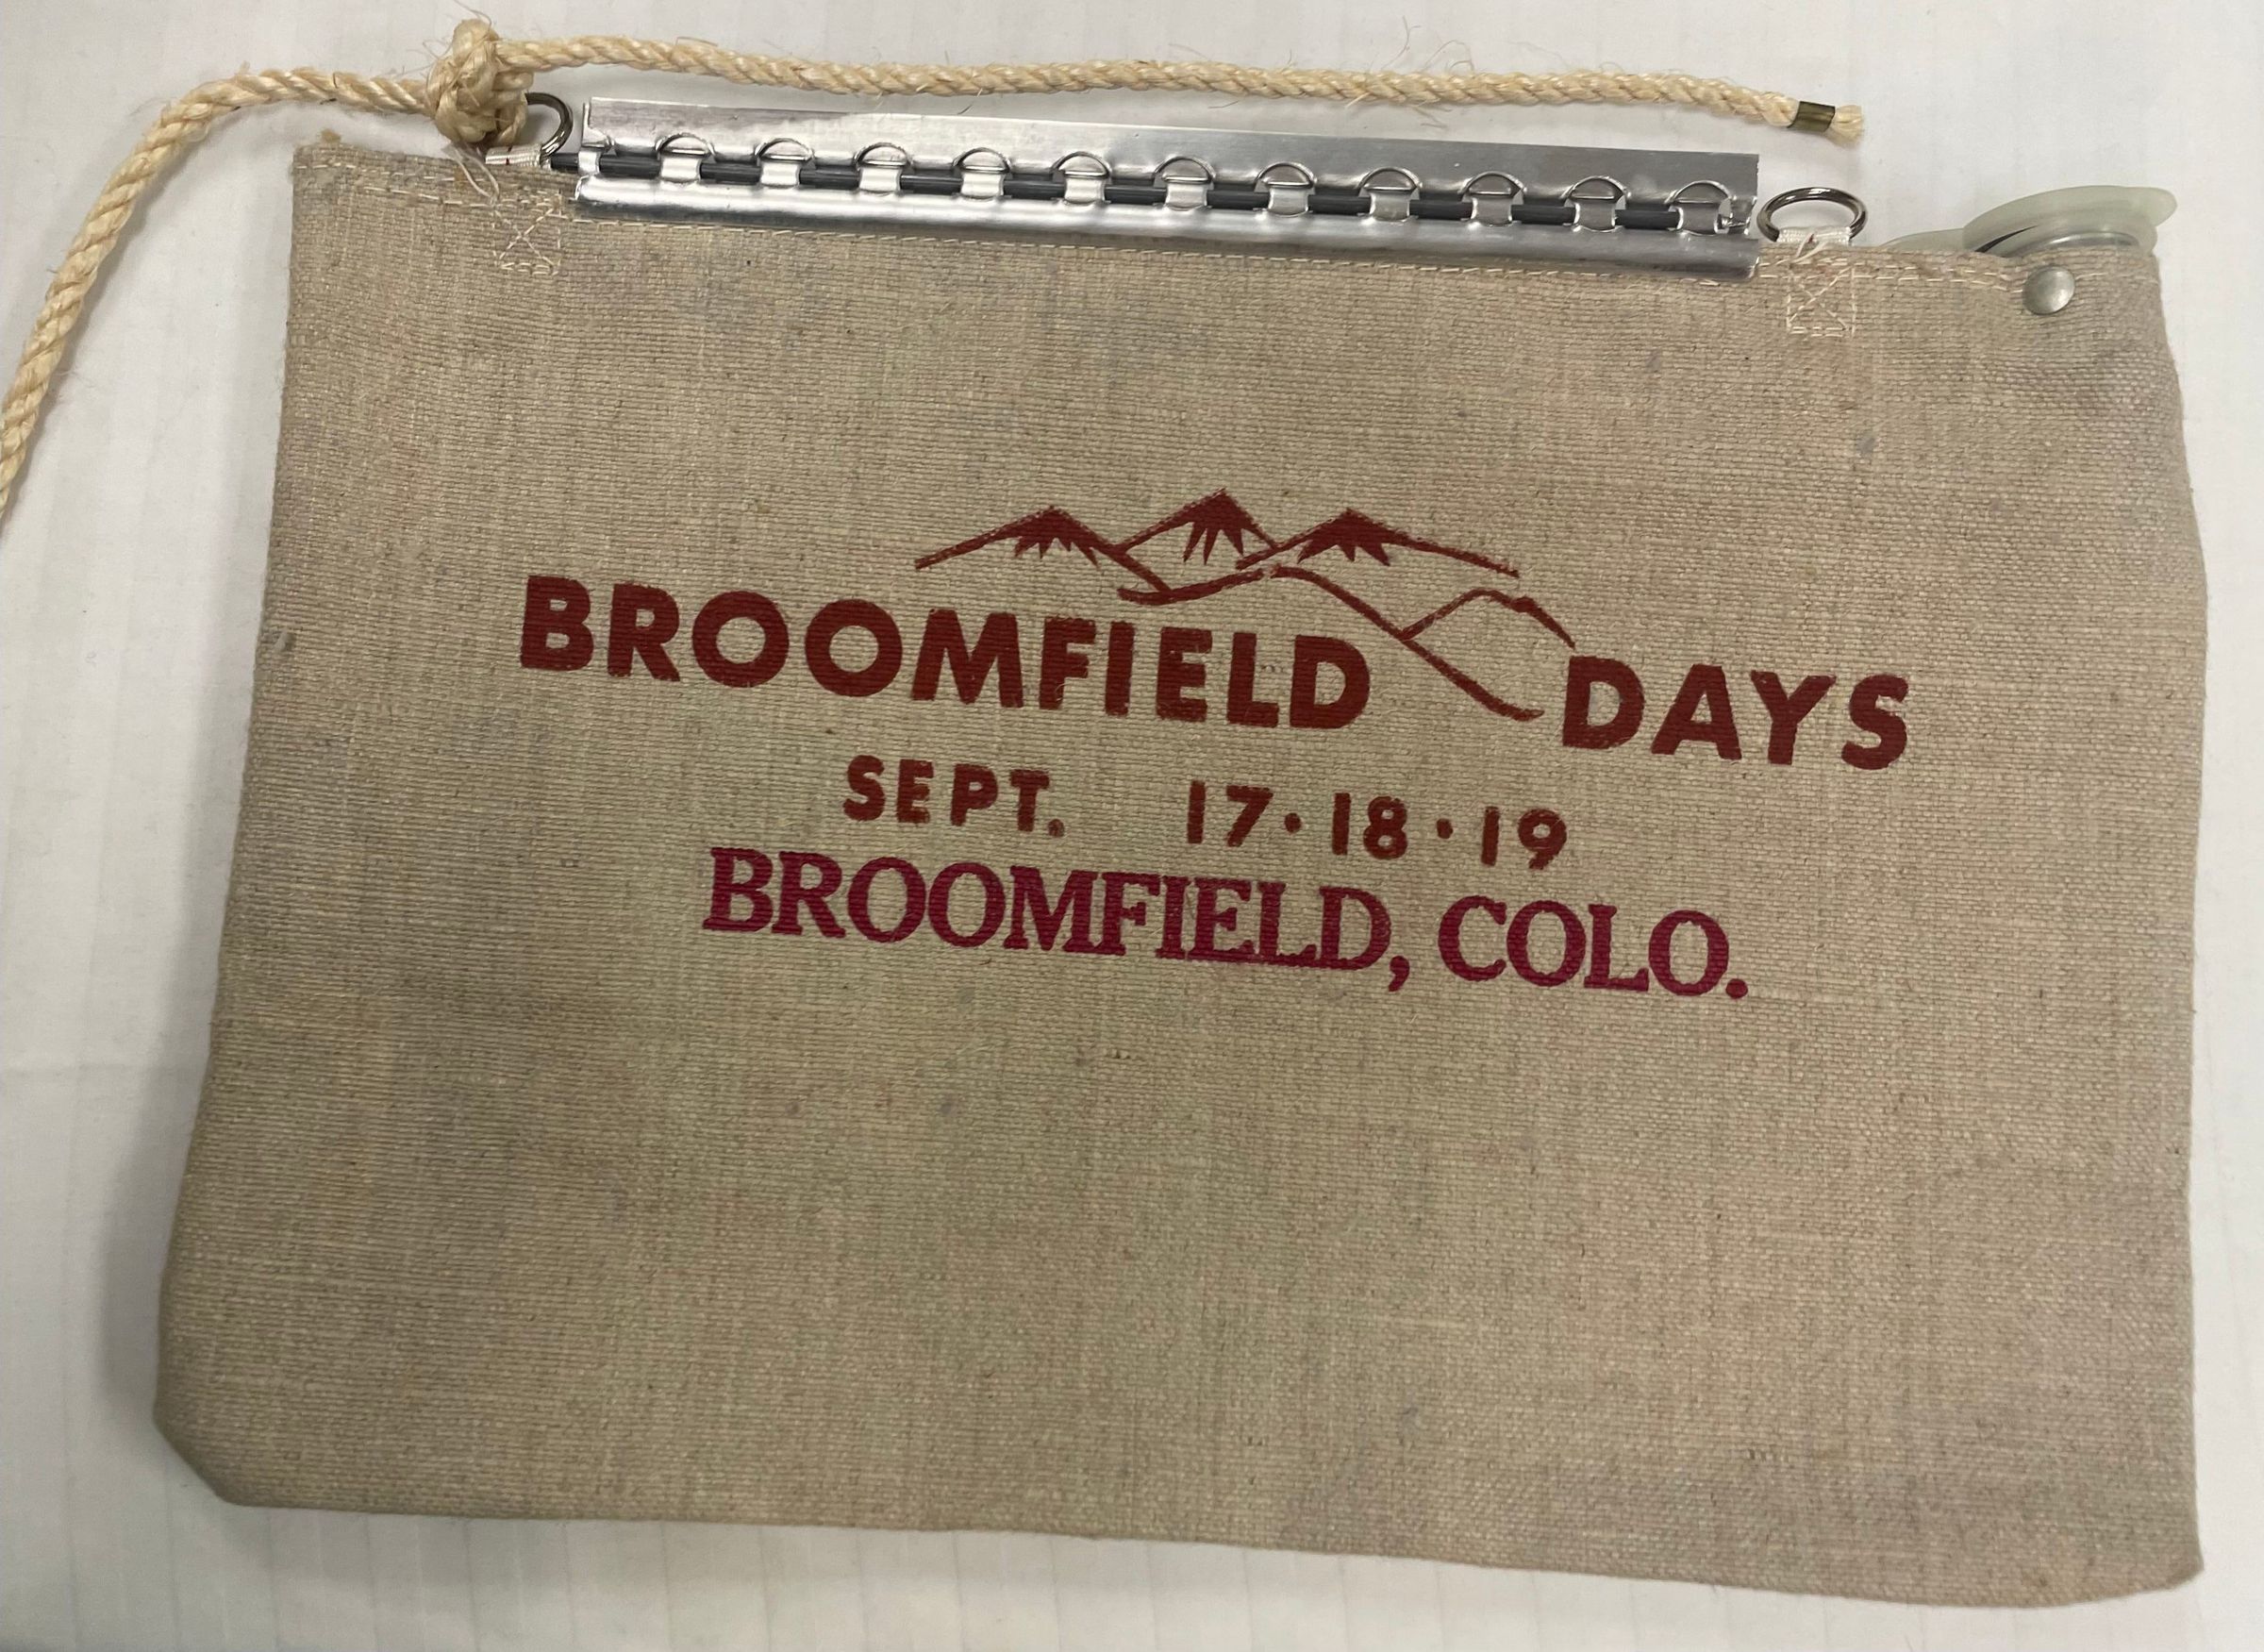 BROOMFIELD DAYS
SEPT. 17•18•19
BROOMFIELD, COLO.